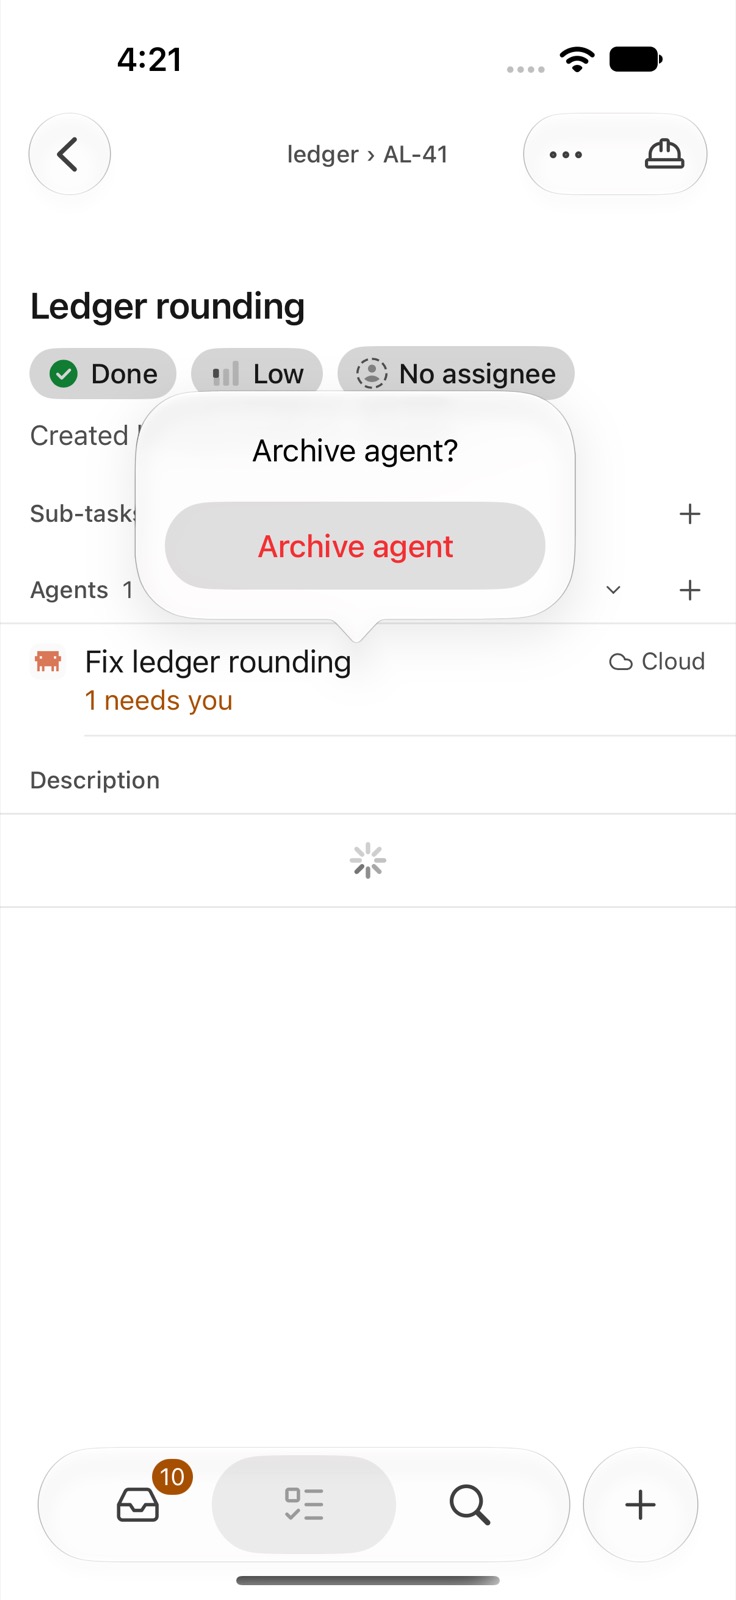 4:21
ledger › AL-41
Ledger rounding
Done
Low
No assignee
Created
Archive agent?
Archive agent
Sub-tasks
Agents 1
Fix ledger rounding
Cloud
1 needs you
Description
10